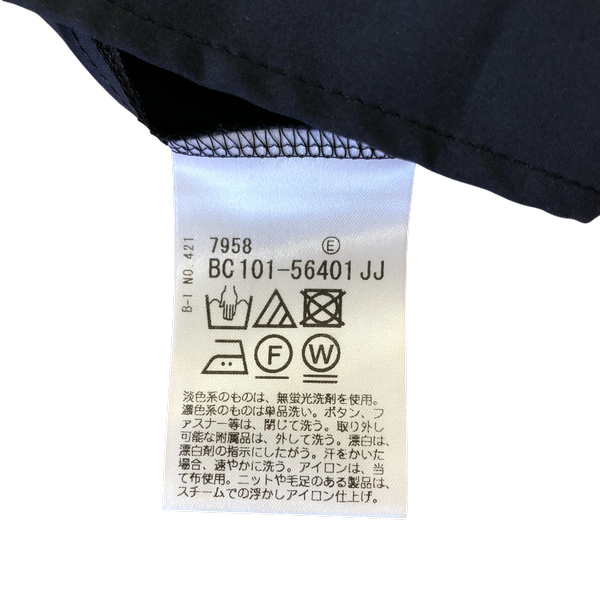 B-I NO.421
7958 Ⓔ
BC101-56401 JJ
F W
淡色系のものは、無蛍光洗剤を使用。
濃色系のものは単品洗い。ボタン、フ
ァスナー等は、閉じて洗う。取り外し
可能な附属品は、外して洗う。漂白は、
漂白剤の指示にしたがう。汗をかいた
場合、速やかに洗う。アイロンは、当
て布使用。ニットや毛足のある製品は、
スチームでの浮かしアイロン仕上げ。